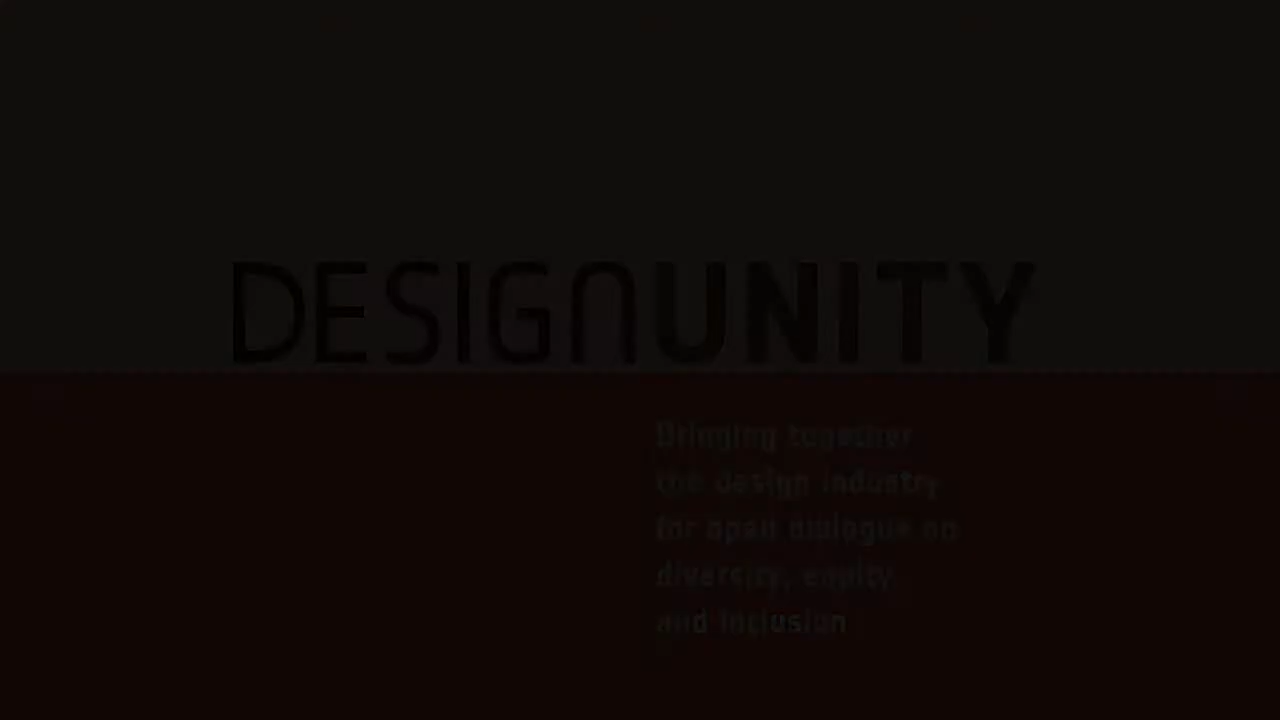 DESIGNUNITY
Bringing together
the design industry
for open dialogue on
diversity, equity
and inclusion